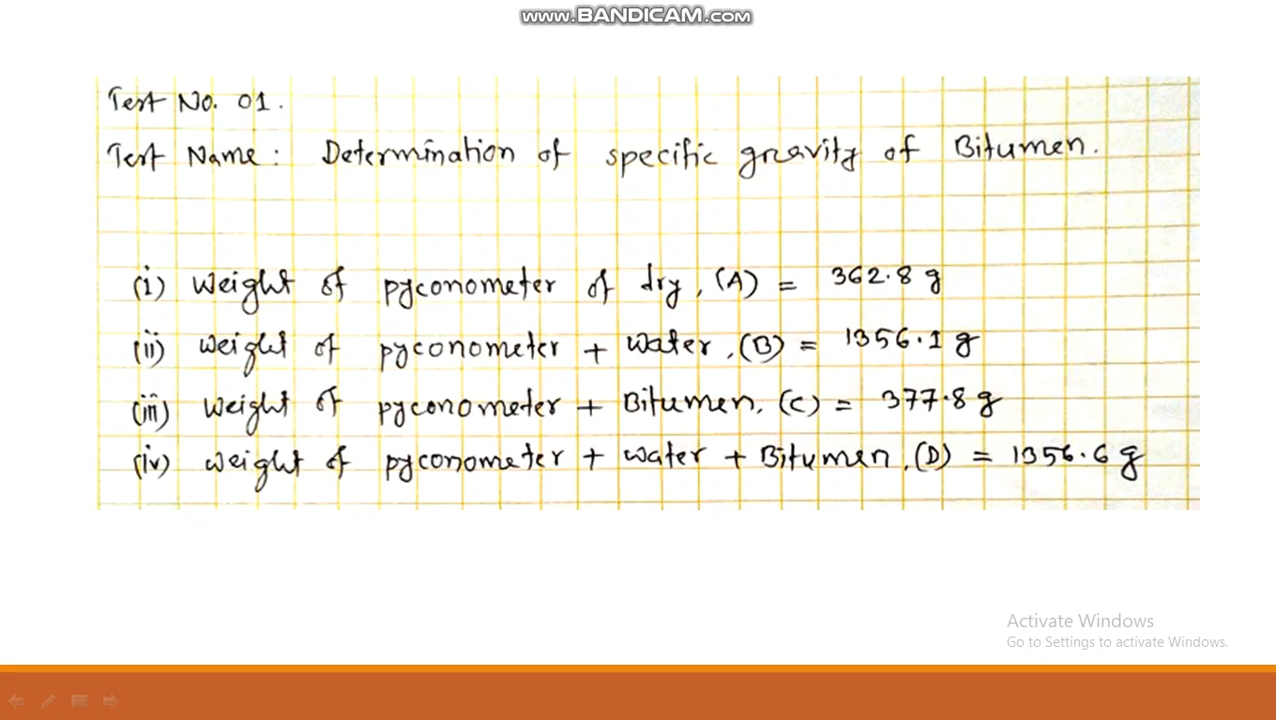 www.BANDICAM.com
Test No. 01.
Test Name: Determination of specific gravity of Bitumen.
(i) weight of pyconometer of dry, (A) = 362.8 g
(ii) weight of pyconometer + water, (B) = 1356.1 g
(iii) weight of pyconometer + Bitumen, (C) = 377.8 g
(iv) weight of pyconometer + water + Bitumen, (D) = 1356.6 g
Activate Windows
Go to Settings to activate Windows.